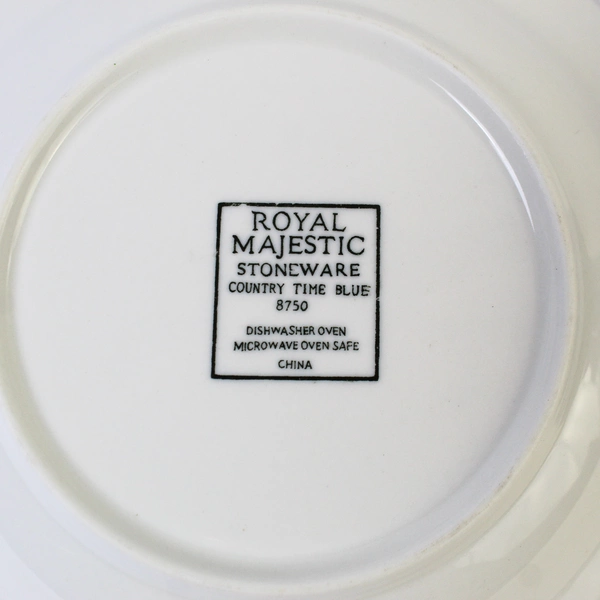 ROYAL
MAJESTIC
STONEWARE
COUNTRY TIME BLUE
8750
DISHWASHER OVEN
MICROWAVE OVEN SAFE
CHINA